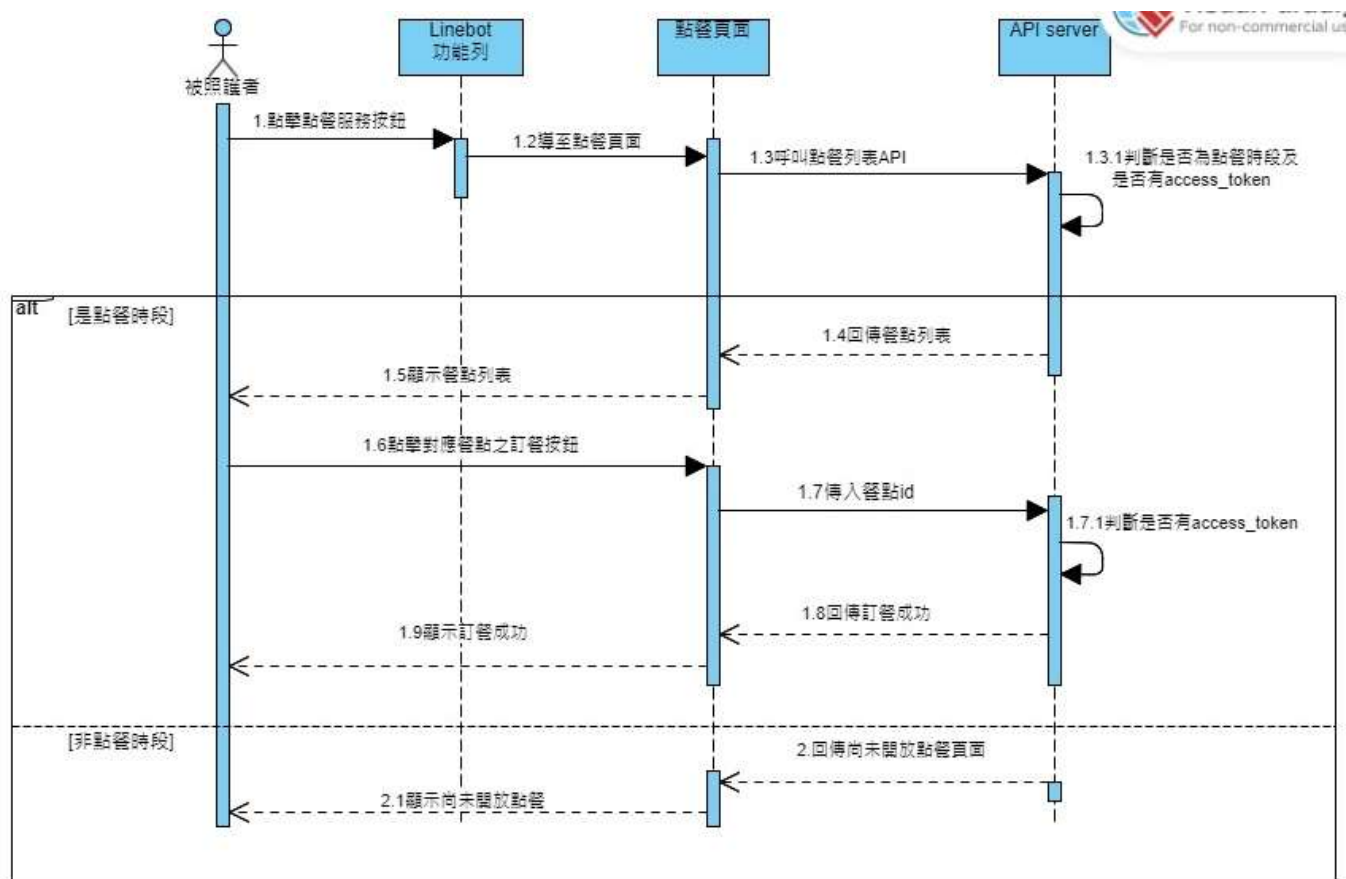 For non-commercial us
被照護者
Linebot
功能列
點餐頁面
API server
1.點擊點餐服務按鈕
1.2導至點餐頁面
1.3呼叫點餐列表API
1.3.1判斷是否為點餐時段及
是否有access_token
alt
[是點餐時段]
1.4回傳餐點列表
1.5顯示餐點列表
1.6點擊對應餐點之訂餐按鈕
1.7傳入餐點id
1.7.1判斷是否有access_token
1.8回傳訂餐成功
1.9顯示訂餐成功
[非點餐時段]
2.回傳尚未開放點餐頁面
2.1顯示尚未開放點餐